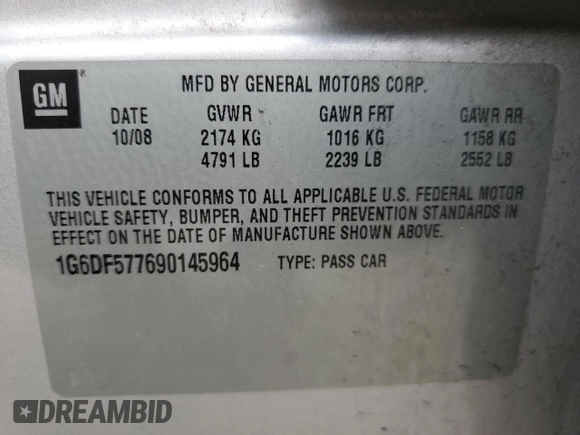 GM ®
MFD BY GENERAL MOTORS CORP.
DATE GVWR GAWR FRT GAWR RR
10/08 2174 KG 1016 KG 1158 KG
4791 LB 2239 LB 2552 LB
THIS VEHICLE CONFORMS TO ALL APPLICABLE U.S. FEDERAL MOTOR
VEHICLE SAFETY, BUMPER, AND THEFT PREVENTION STANDARDS IN
EFFECT ON THE DATE OF MANUFACTURE SHOWN ABOVE.
1G6DF577690145964 TYPE: PASS CAR
DREAMBID